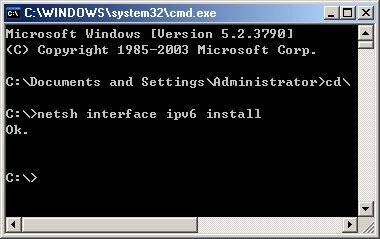 C:\WINDOWS\system32\cmd.exe
Microsoft Windows [Version 5.2.3790]
(C) Copyright 1985-2003 Microsoft Corp.
C:\Documents and Settings\Administrator>cd\
C:\>netsh interface ipv6 install
Ok.
C:\>